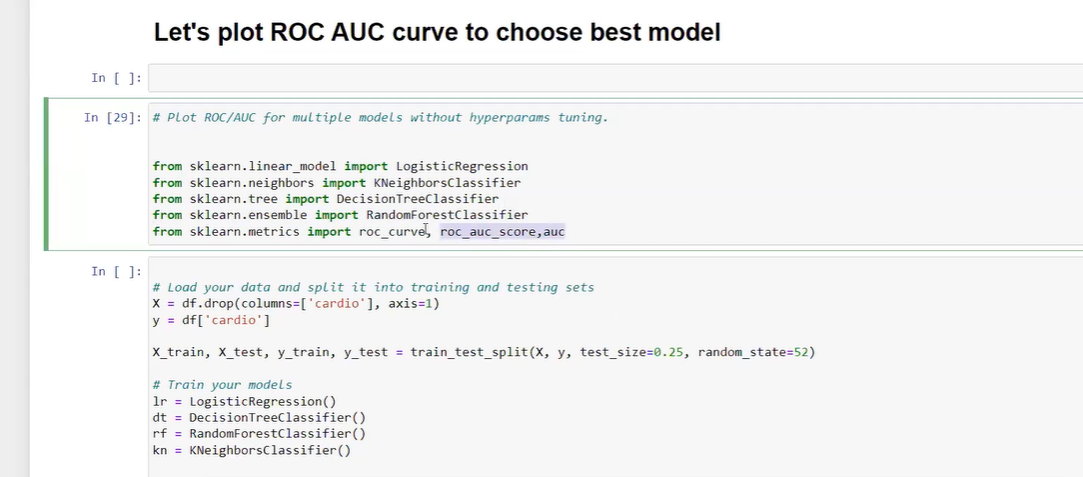 Let's plot ROC AUC curve to choose best model
In [ ]:
In [29]: # Plot ROC/AUC for multiple models without hyperparams tuning.
from sklearn.linear_model import LogisticRegression
from sklearn.neighbors import KNeighborsClassifier
from sklearn.tree import DecisionTreeClassifier
from sklearn.ensemble import RandomForestClassifier
from sklearn.metrics import roc_curve, roc_auc_score,auc
In [ ]:
# Load your data and split it into training and testing sets
X = df.drop(columns=['cardio'], axis=1)
y = df['cardio']
X_train, X_test, y_train, y_test = train_test_split(X, y, test_size=0.25, random_state=52)
# Train your models
lr = LogisticRegression()
dt = DecisionTreeClassifier()
rf = RandomForestClassifier()
kn = KNeighborsClassifier()